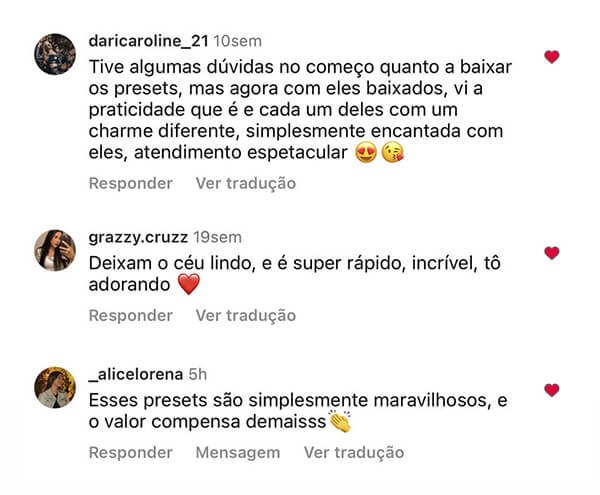 daricaroline_21 10sem
Tive algumas dúvidas no começo quanto a baixar
os presets, mas agora com eles baixados, vi a
praticidade que é e cada um deles com um
charme diferente, simplesmente encantada com
eles, atendimento espetacular 😍😘
Responder Ver tradução
grazzy.cruzz 19sem
Deixam o céu lindo, e é super rápido, incrível, tô
adorando ❤️
Responder Ver tradução
_alicelorena 5h
Esses presets são simplesmente maravilhosos, e
o valor compensa demaisss👏
Responder Mensagem Ver tradução